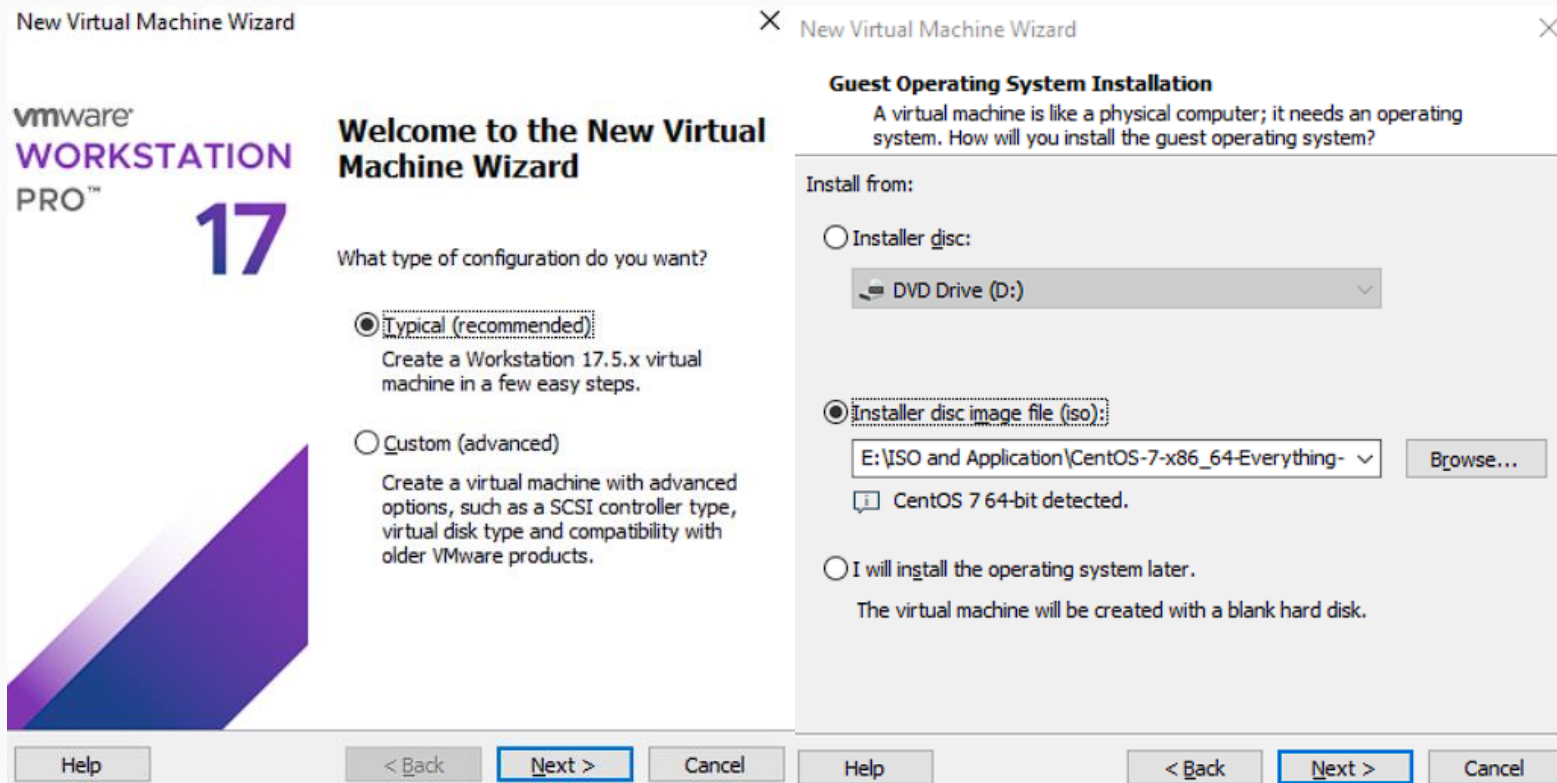 New Virtual Machine Wizard
vmware
WORKSTATION
PRO™
17
Welcome to the New Virtual
Machine Wizard
What type of configuration do you want?
Typical (recommended)
Create a Workstation 17.5.x virtual
machine in a few easy steps.
Custom (advanced)
Create a virtual machine with advanced
options, such as a SCSI controller type,
virtual disk type and compatibility with
older VMware products.
Help
< Back
Next >
Cancel
New Virtual Machine Wizard
Guest Operating System Installation
A virtual machine is like a physical computer; it needs an operating
system. How will you install the guest operating system?
Install from:
Installer disc:
DVD Drive (D:)
Installer disc image file (iso):
E:\ISO and Application\CentOS-7-x86_64-Everything-
Browse...
CentOS 7 64-bit detected.
I will install the operating system later.
The virtual machine will be created with a blank hard disk.
Help
< Back
Next >
Cancel